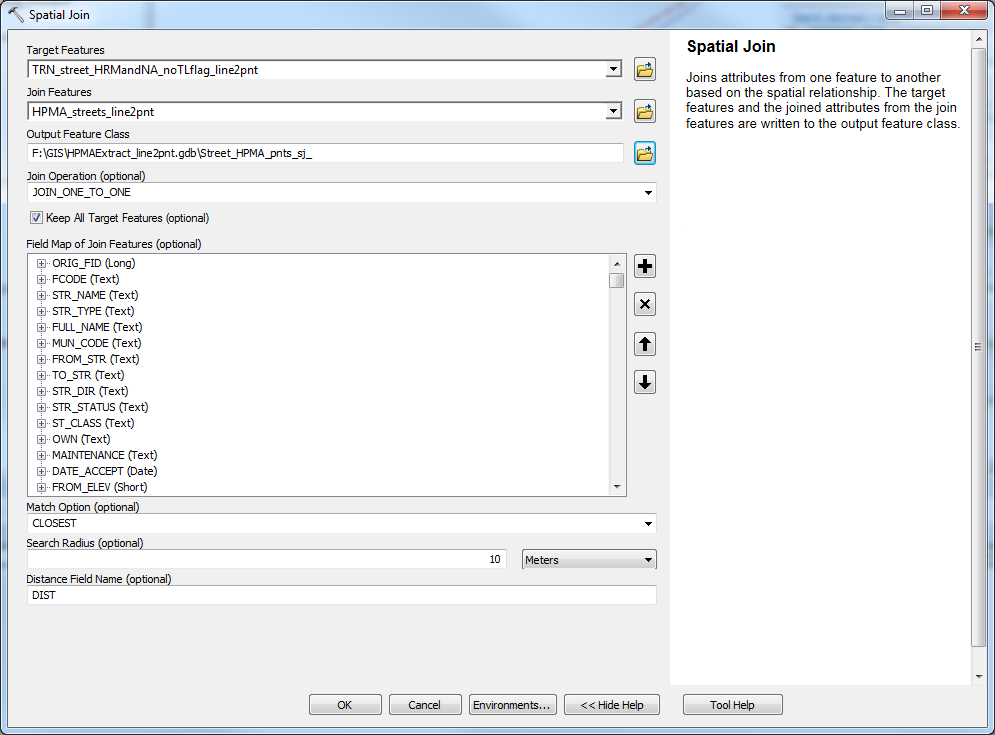 Spatial Join
Target Features
TRN_street_HRMandNA_noTLflag_line2pnt
Join Features
HPMA_streets_line2pnt
Output Feature Class
F:\GIS\HPMAExtract_line2pnt.gdb\Street_HPMA_pnts_sj_
Join Operation (optional)
JOIN_ONE_TO_ONE
Keep All Target Features (optional)
Field Map of Join Features (optional)
ORIG_FID (Long)
FCODE (Text)
STR_NAME (Text)
STR_TYPE (Text)
FULL_NAME (Text)
MUN_CODE (Text)
FROM_STR (Text)
TO_STR (Text)
STR_DIR (Text)
STR_STATUS (Text)
ST_CLASS (Text)
OWN (Text)
MAINTENANCE (Text)
DATE_ACCEPT (Date)
FROM_ELEV (Short)
Match Option (optional)
CLOSEST
Search Radius (optional)
10 Meters
Distance Field Name (optional)
DIST
OK Cancel Environments... << Hide Help Tool Help
Spatial Join
Joins attributes from one feature to another
based on the spatial relationship. The target
features and the joined attributes from the join
features are written to the output feature class.